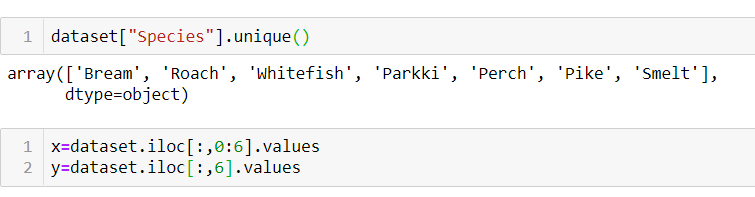 1 dataset["Species"].unique()
array(['Bream', 'Roach', 'Whitefish', 'Parkki', 'Perch', 'Pike', 'Smelt'],
dtype=object)
1 x=dataset.iloc[:,0:6].values
2 y=dataset.iloc[:,6].values